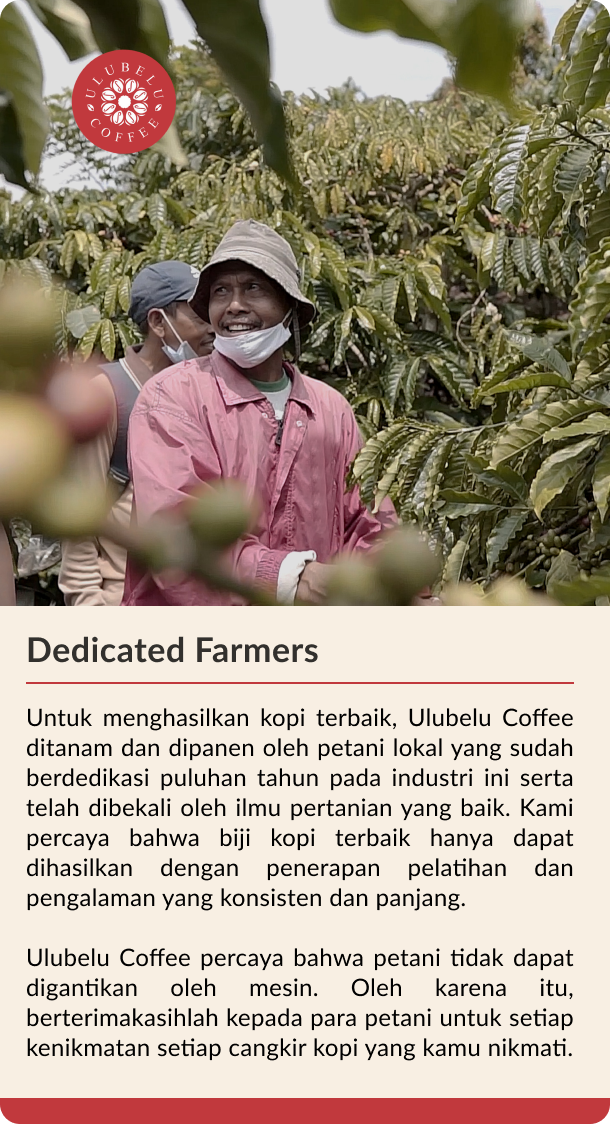 ULUBELU
COFFEE
Dedicated Farmers
Untuk menghasilkan kopi terbaik, Ulubelu Coffee
ditanam dan dipanen oleh petani lokal yang sudah
berdedikasi puluhan tahun pada industri ini serta
telah dibekali oleh ilmu pertanian yang baik. Kami
percaya bahwa biji kopi terbaik hanya dapat
dihasilkan dengan penerapan pelatihan dan
pengalaman yang konsisten dan panjang.
Ulubelu Coffee percaya bahwa petani tidak dapat
digantikan oleh mesin. Oleh karena itu,
berterimakasihlah kepada para petani untuk setiap
kenikmatan setiap cangkir kopi yang kamu nikmati.